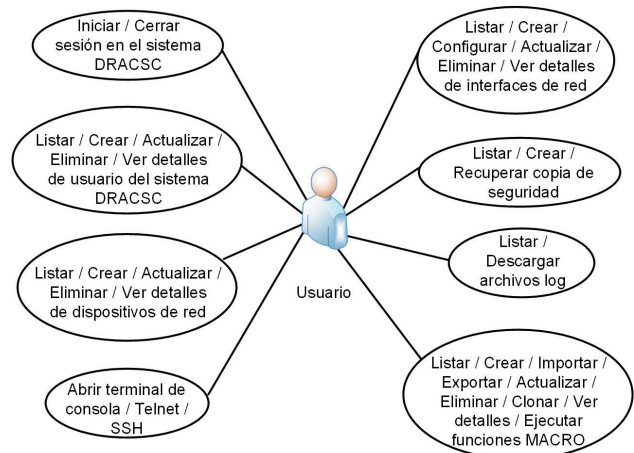 Iniciar / Cerrar
sesión en el sistema
DRACSC
Listar / Crear / Actualizar /
Eliminar / Ver detalles
de usuario del sistema
DRACSC
Listar / Crear / Actualizar /
Eliminar / Ver detalles
de dispositivos de red
Abrir terminal de
consola / Telnet /
SSH
Usuario
Listar / Crear /
Configurar / Actualizar /
Eliminar / Ver detalles
de interfaces de red
Listar / Crear /
Recuperar copia de
seguridad
Listar /
Descargar
archivos log
Listar / Crear / Importar /
Exportar / Actualizar /
Eliminar / Clonar / Ver
detalles / Ejecutar
funciones MACRO